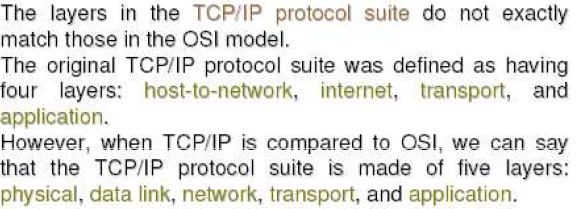 The layers in the TCP/IP protocol suite do not exactly
match those in the OSI model.
The original TCP/IP protocol suite was defined as having
four layers: host-to-network, internet, transport, and
application.
However, when TCP/IP is compared to OSI, we can say
that the TCP/IP protocol suite is made of five layers:
physical, data link, network, transport, and application.